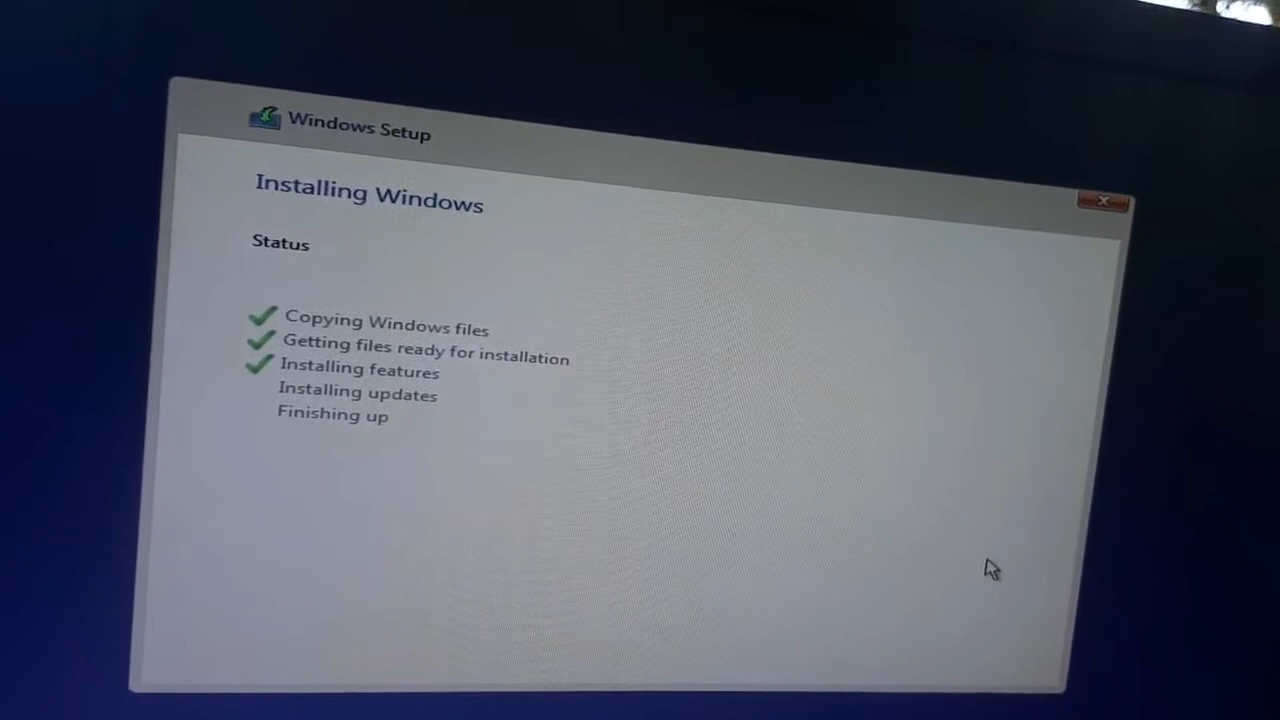 Windows Setup
Installing Windows
Status
Copying Windows files
Getting files ready for installation
Installing features
Installing updates
Finishing up